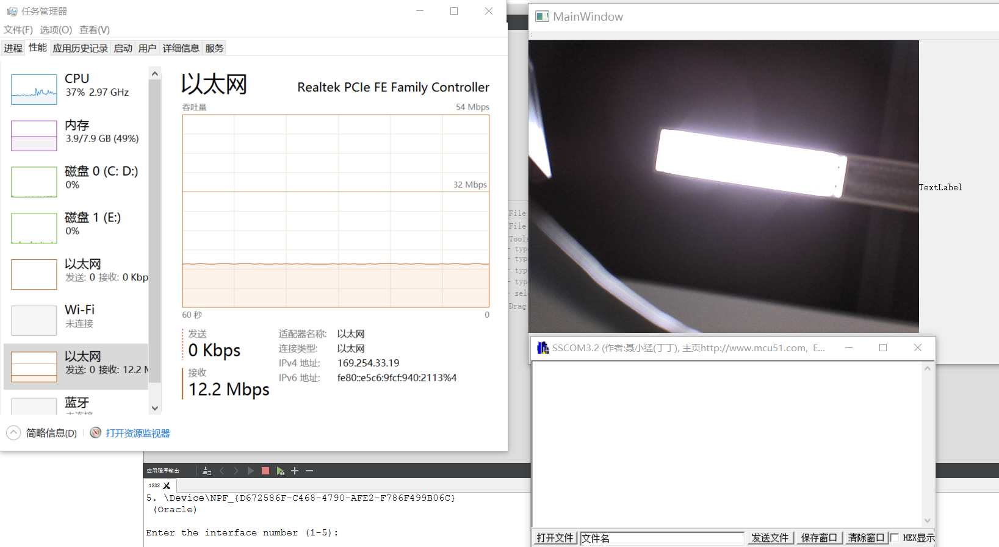 任务管理器
文件(F) 选项(O) 查看(V)
进程 性能 应用历史记录 启动 用户 详细信息 服务
CPU
37% 2.97 GHz
内存
3.9/7.9 GB (49%)
磁盘 0 (C: D:)
0%
磁盘 1 (E:)
0%
以太网
发送: 0 接收: 0 Kbp
Wi-Fi
未连接
以太网
发送: 0 接收: 12.2 M
蓝牙
以太网
Realtek PCIe FE Family Controller
吞吐量
54 Mbps
32 Mbps
60 秒
0
发送
0 Kbps
接收
12.2 Mbps
适配器名称: 以太网
连接类型: 以太网
IPv4 地址: 169.254.33.19
IPv6 地址: fe80::e5c6:9fcf:940:2113%4
简略信息(D)
打开资源监视器
MainWindow
TextLabel
File
File
Tools
- typ
- typ
- typ
- typ
- sel
Drag
SSCOM3.2 (作者:聂小猛(丁丁), 主页http://www.mcu51.com, E...
打开文件 文件名 发送文件 保存窗口 清除窗口 HEX显示
应用程序输出
1232
5. \Device\NPF_{D672586F-C468-4790-AFE2-F786F499B06C}
(Oracle)
Enter the interface number (1-5):